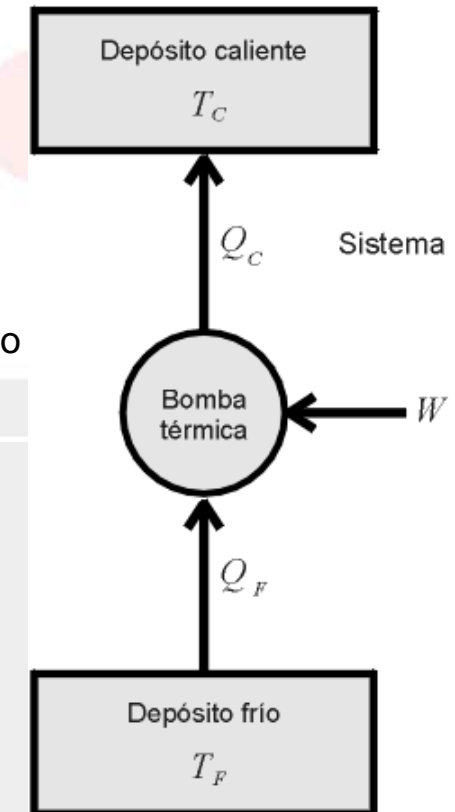 Depósito caliente
T_C
Q_C
Sistema
o
Bomba
térmica
W
Q_F
Depósito frío
T_F